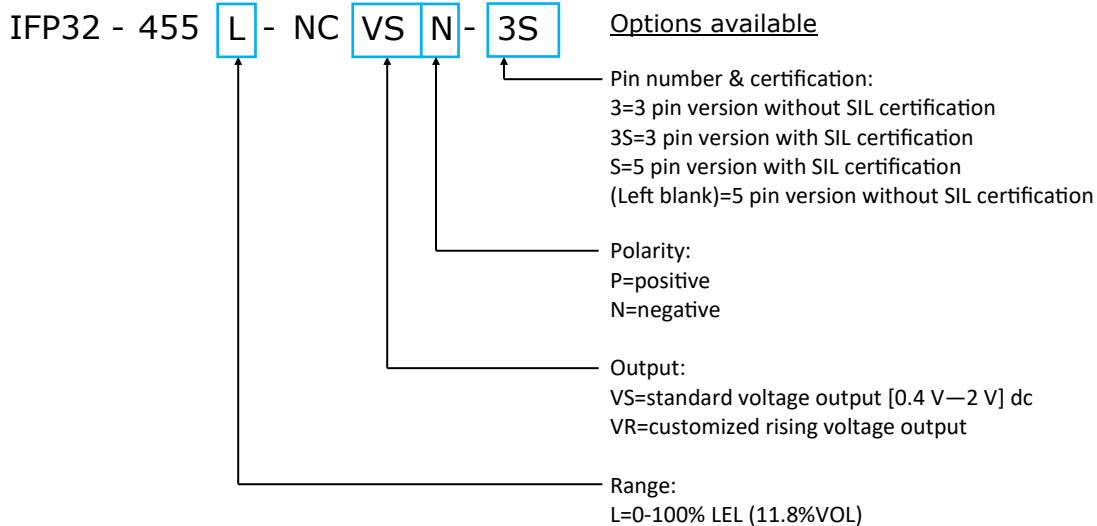 IFP32 - 455 L - NC VS N - 3S
Options available
Pin number & certification:
3=3 pin version without SIL certification
3S=3 pin version with SIL certification
S=5 pin version with SIL certification
(Left blank)=5 pin version without SIL certification
Polarity:
P=positive
N=negative
Output:
VS=standard voltage output [0.4 V—2 V] dc
VR=customized rising voltage output
Range:
L=0-100% LEL (11.8%VOL)